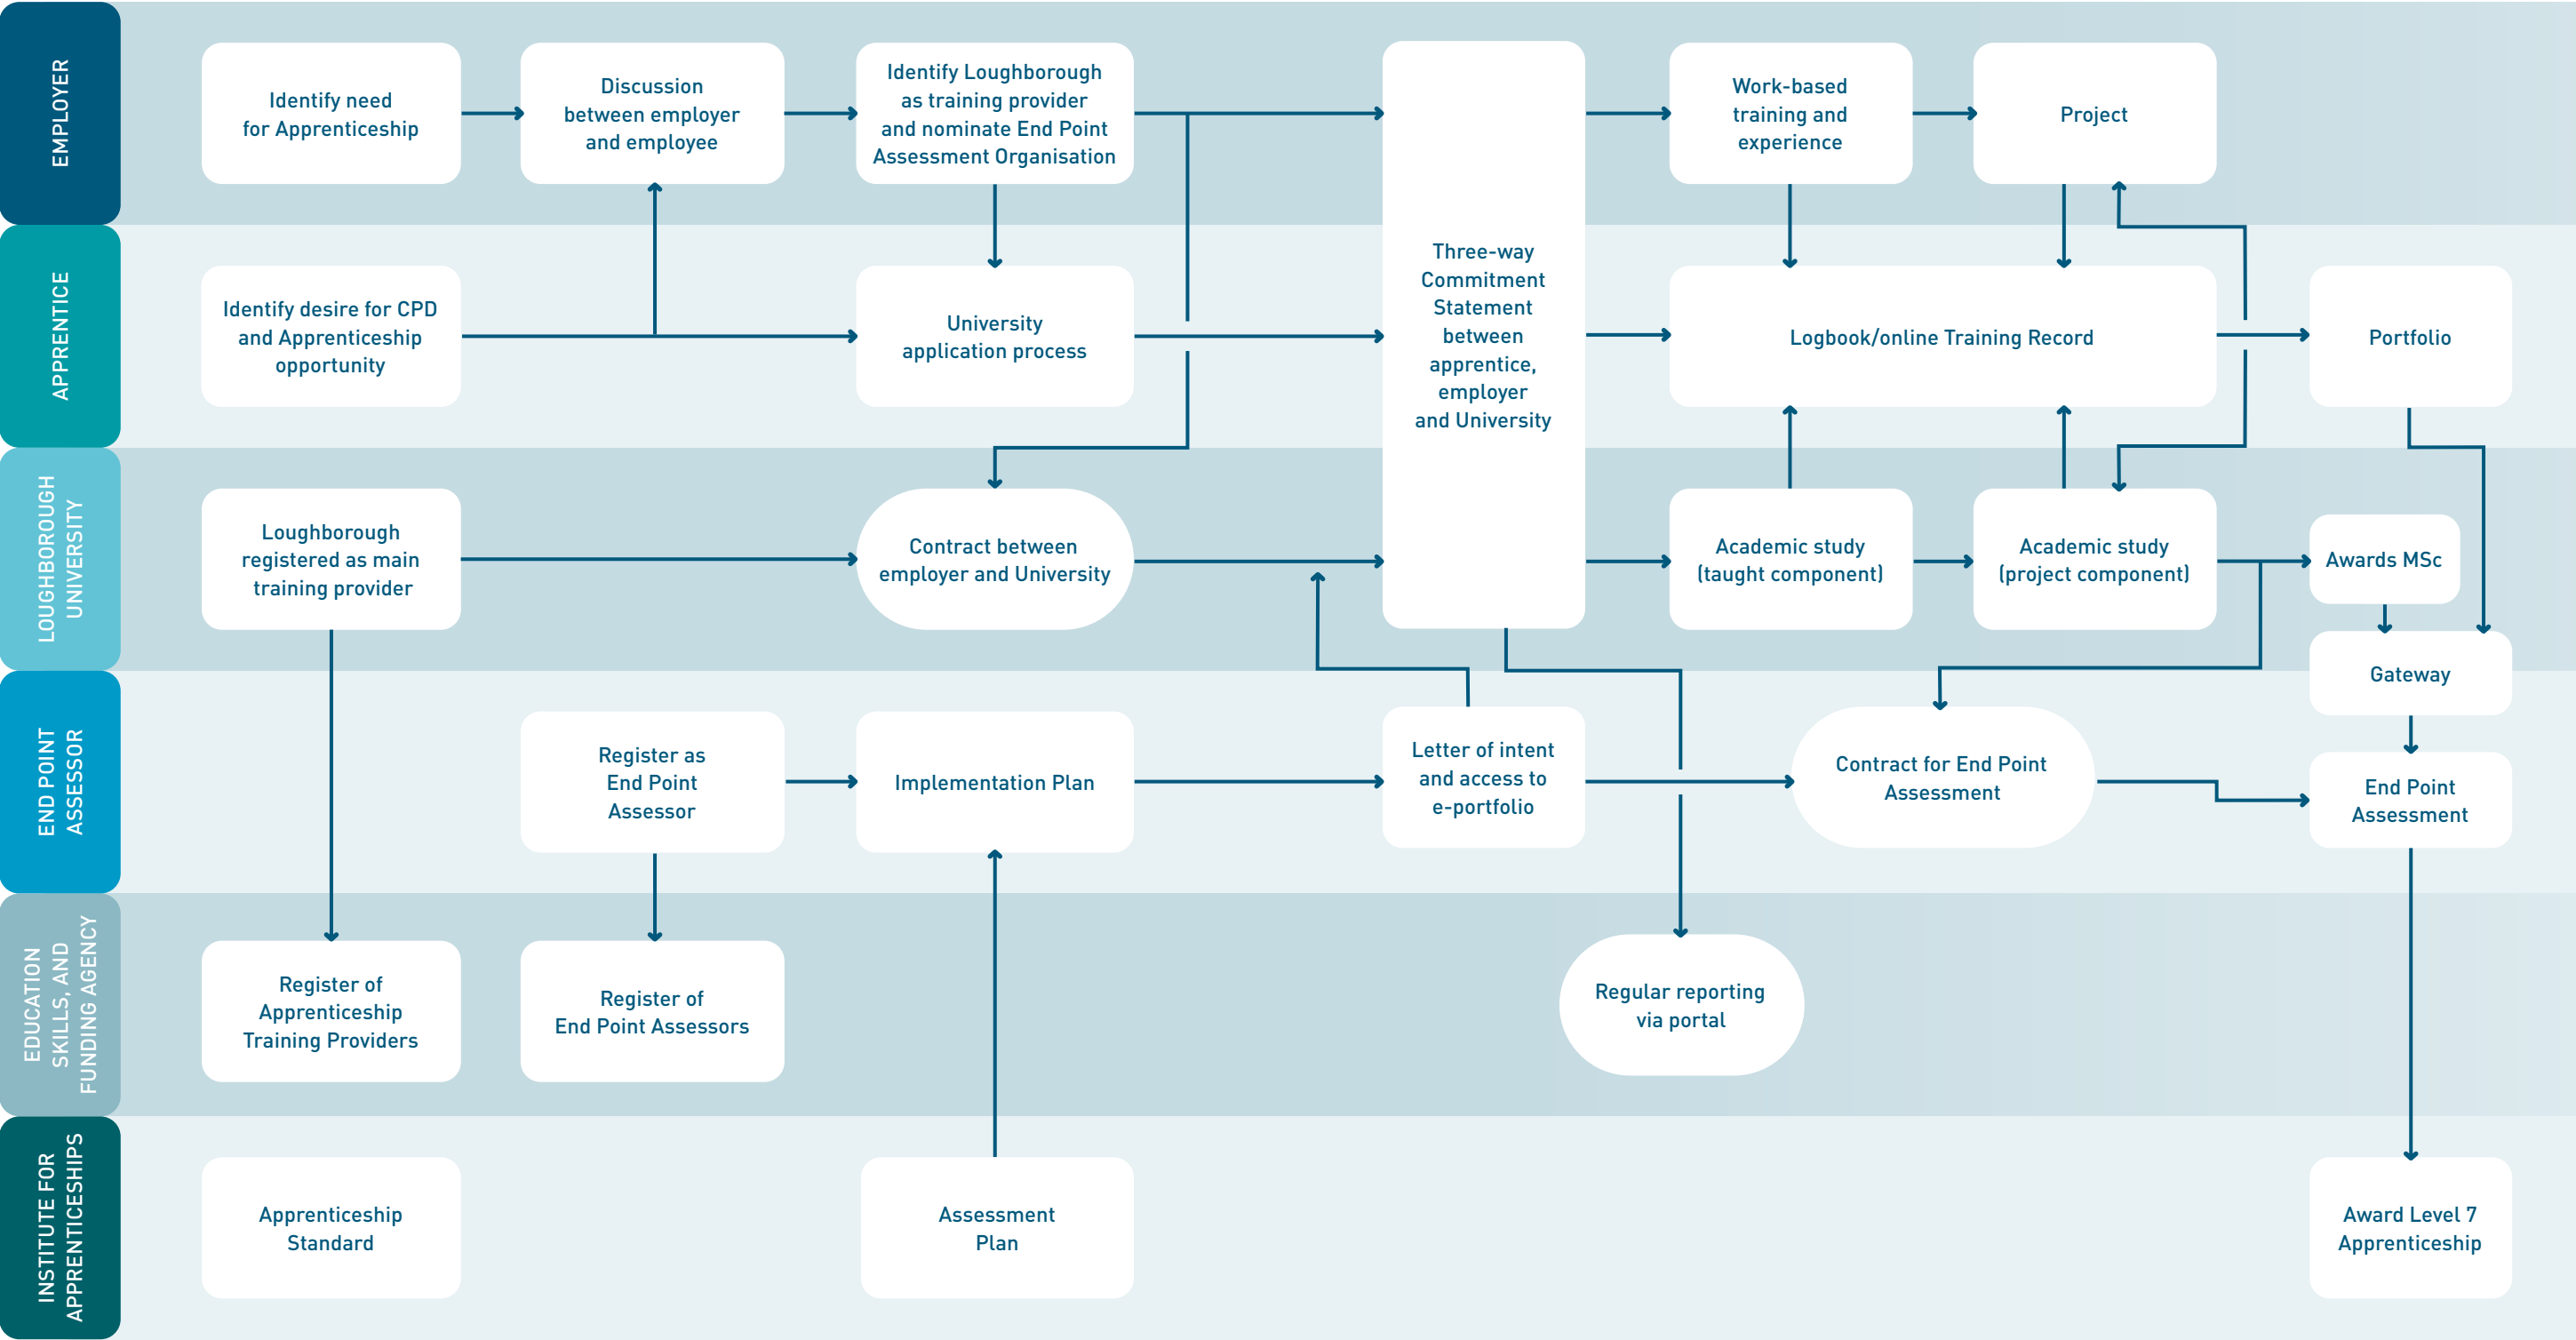 EMPLOYER
Identify need
for Apprenticeship
Discussion
between employer
and employee
Identify Loughborough
as training provider
and nominate End Point
Assessment Organisation
Three-way
Commitment
Statement
between
apprentice,
employer
and University
Work-based
training and
experience
Project
APPRENTICE
Identify desire for CPD
and Apprenticeship
opportunity
University
application process
Logbook/online Training Record
Portfolio
LOUGHBOROUGH
UNIVERSITY
Loughborough
registered as main
training provider
Contract between
employer and University
Academic study
(taught component)
Academic study
(project component)
Awards MSc
Gateway
END POINT
ASSESSOR
Register as
End Point
Assessor
Implementation Plan
Letter of intent
and access to
e-portfolio
Contract for End Point
Assessment
End Point
Assessment
EDUCATION
SKILLS, AND
FUNDING AGENCY
Register of
Apprenticeship
Training Providers
Register of
End Point Assessors
Regular reporting
via portal
INSTITUTE FOR
APPRENTICESHIPS
Apprenticeship
Standard
Assessment
Plan
Award Level 7
Apprenticeship